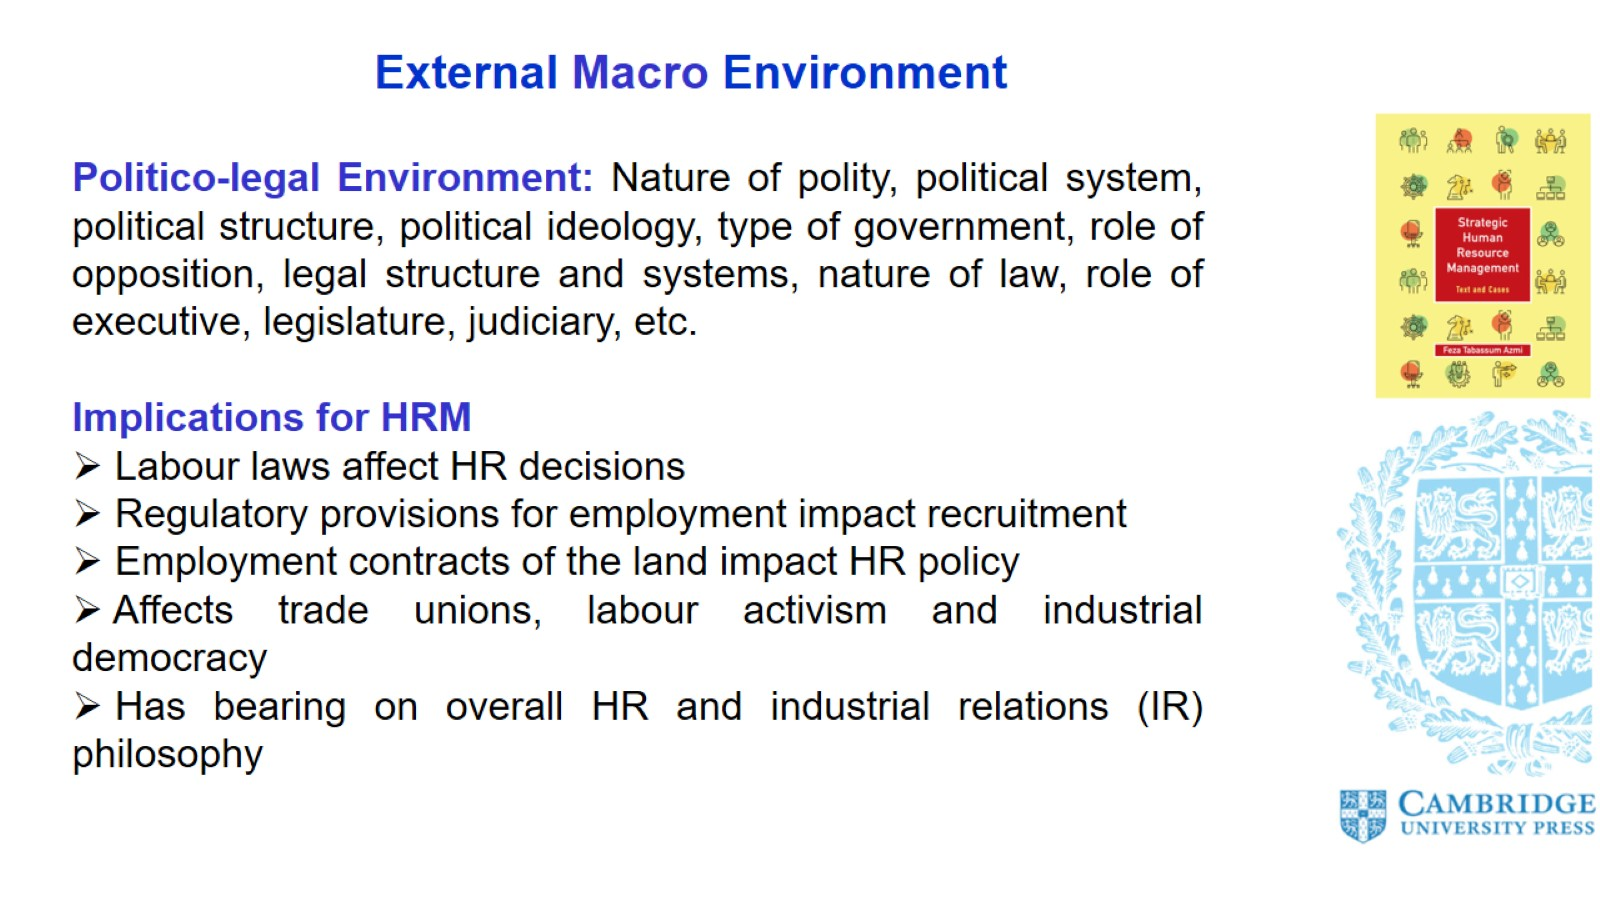 External Macro Environment
Politico-legal Environment: Nature of polity, political system,
political structure, political ideology, type of government, role of
opposition, legal structure and systems, nature of law, role of
executive, legislature, judiciary, etc.
Implications for HRM
➢ Labour laws affect HR decisions
➢ Regulatory provisions for employment impact recruitment
➢ Employment contracts of the land impact HR policy
➢ Affects trade unions, labour activism and industrial
democracy
➢ Has bearing on overall HR and industrial relations (IR)
philosophy
Strategic
Human
Resource
Management
Text and Cases
Feza Tabassum Azmi
CAMBRIDGE
UNIVERSITY PRESS